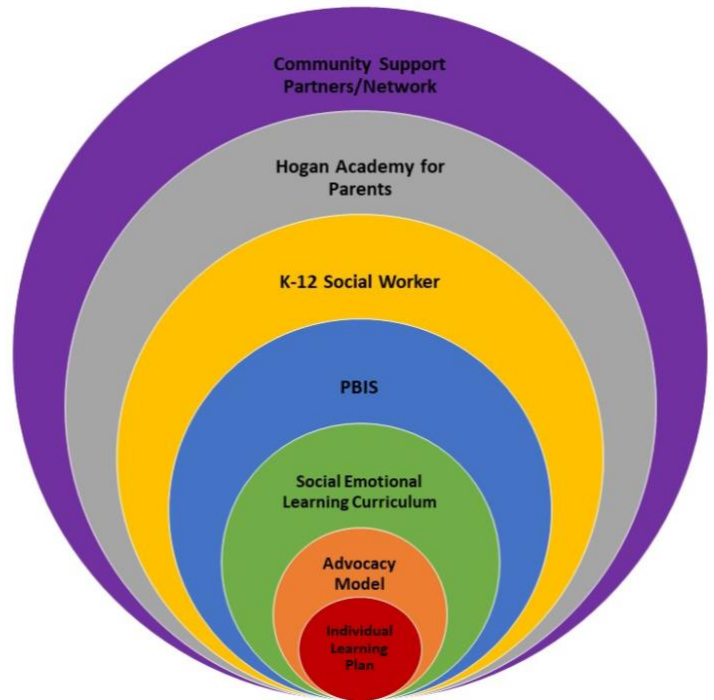 Community Support
Partners/Network
Hogan Academy for
Parents
K-12 Social Worker
PBIS
Social Emotional
Learning Curriculum
Advocacy
Model
Individual
Learning
Plan